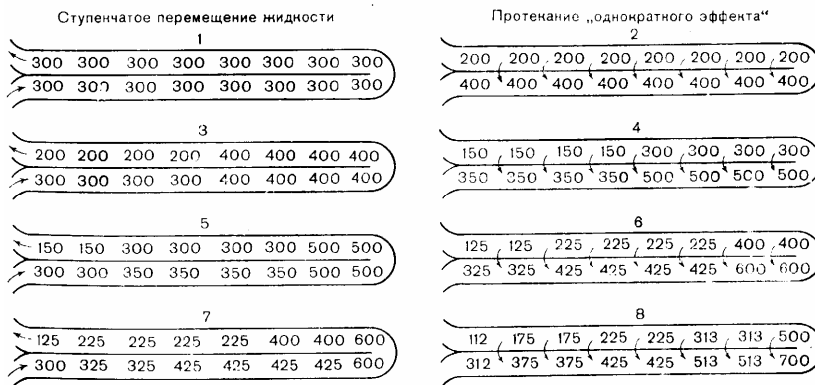 Ступенчатое перемещение жидкости
Протекание „однократного эффекта“
1
300 300 300 300 300 300 300 300
300 300 300 300 300 300 300 300
2
200 200 200 200 200 200 200 200
400 400 400 400 400 400 400 400
3
200 200 200 200 400 400 400 400
300 300 300 300 400 400 400 400
4
150 150 150 150 300 300 300 300
350 350 350 350 500 500 500 500
5
150 150 300 300 300 300 500 500
300 300 350 350 350 350 500 500
6
125 125 225 225 225 225 400 400
325 325 425 425 425 425 600 600
7
125 225 225 225 225 400 400 600
300 325 325 425 425 425 425 600
8
112 175 175 225 225 313 313 500
312 375 375 425 425 513 513 700